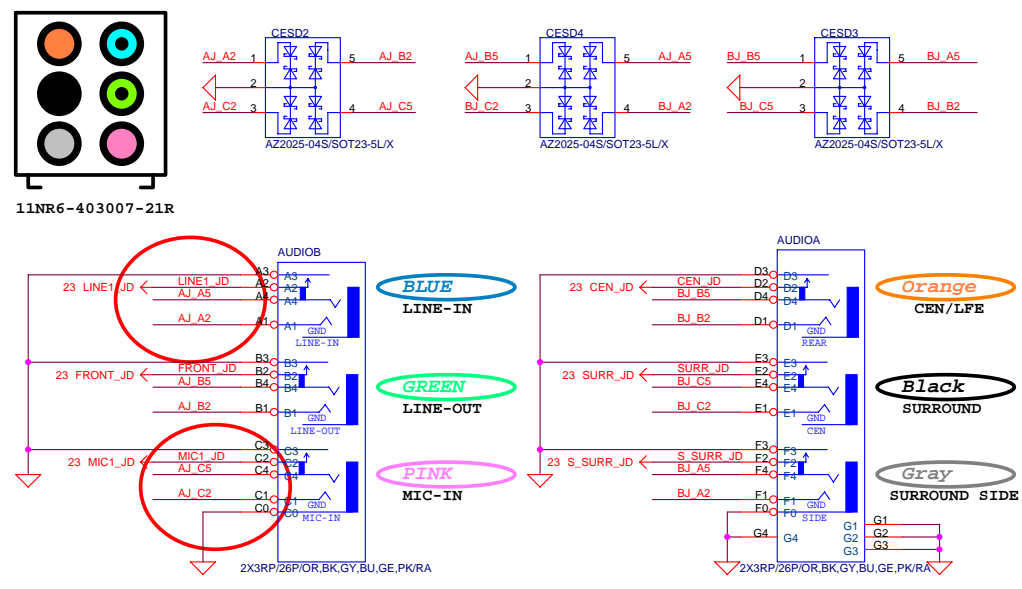 CESD2
CESD4
CESD3
AJ_A2 1 5 AJ_B2
AJ_B5 1 5 AJ_A5
BJ_B5 1 5 BJ_A5
2
2
2
AJ_C2 3 4 AJ_C5
BJ_C2 3 4 BJ_A2
BJ_C5 3 4 BJ_B2
AZ2025-04S/SOT23-5L/X
AZ2025-04S/SOT23-5L/X
AZ2025-04S/SOT23-5L/X
11NR6-403007-21R
AUDIOB
A3 A3
23 LINE1_JD LINE1_JD A2 A2
AJ_A5 A4 A4
AJ_A2 A1 A1
GND
LINE-IN
BLUE
LINE-IN
B3 B3
23 FRONT_JD FRONT_JD B2 B2
AJ_B5 B4 B4
AJ_B2 B1 B1
GND
LINE-OUT
GREEN
LINE-OUT
C3 C3
23 MIC1_JD MIC1_JD C2 C2
AJ_C5 C4 C4
AJ_C2 C1 C1
GND
C0 C0
MIC-IN
PINK
MIC-IN
2X3RP/26P/OR,BK,GY,BU,GE,PK/RA
AUDIOA
D3 D3
23 CEN_JD CEN_JD D2 D2
BJ_B5 D4 D4
BJ_B2 D1 D1
GND
REAR
Orange
CEN/LFE
E3 E3
23 SURR_JD SURR_JD E2 E2
BJ_C5 E4 E4
BJ_C2 E1 E1
GND
CEN
Black
SURROUND
F3 F3
23 S_SURR_JD S_SURR_JD F2 F2
BJ_A5 F4 F4
BJ_A2 F1 F1
GND
F0 F0
SIDE
Gray
SURROUND SIDE
G1 G1
G4 G4 G2 G2
G3 G3
2X3RP/26P/OR,BK,GY,BU,GE,PK/RA